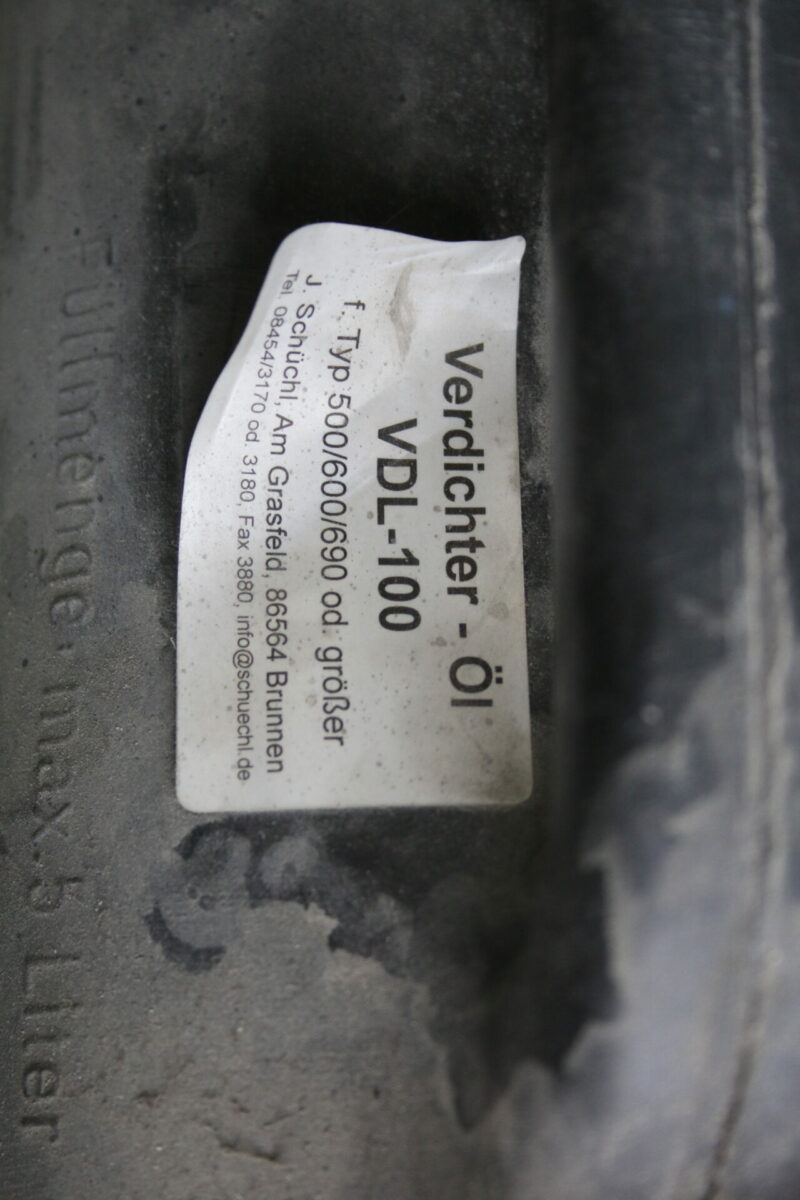 Verdichter - Öl
VDL-100
f. Typ 500/600/690 od. größer
J. Schüchl, Am Grasfeld, 86564 Brunnen
Tel. 08454/3170 od. 3180, Fax 3880, info@schuechl.de
Füllmenge: max. 5 Liter